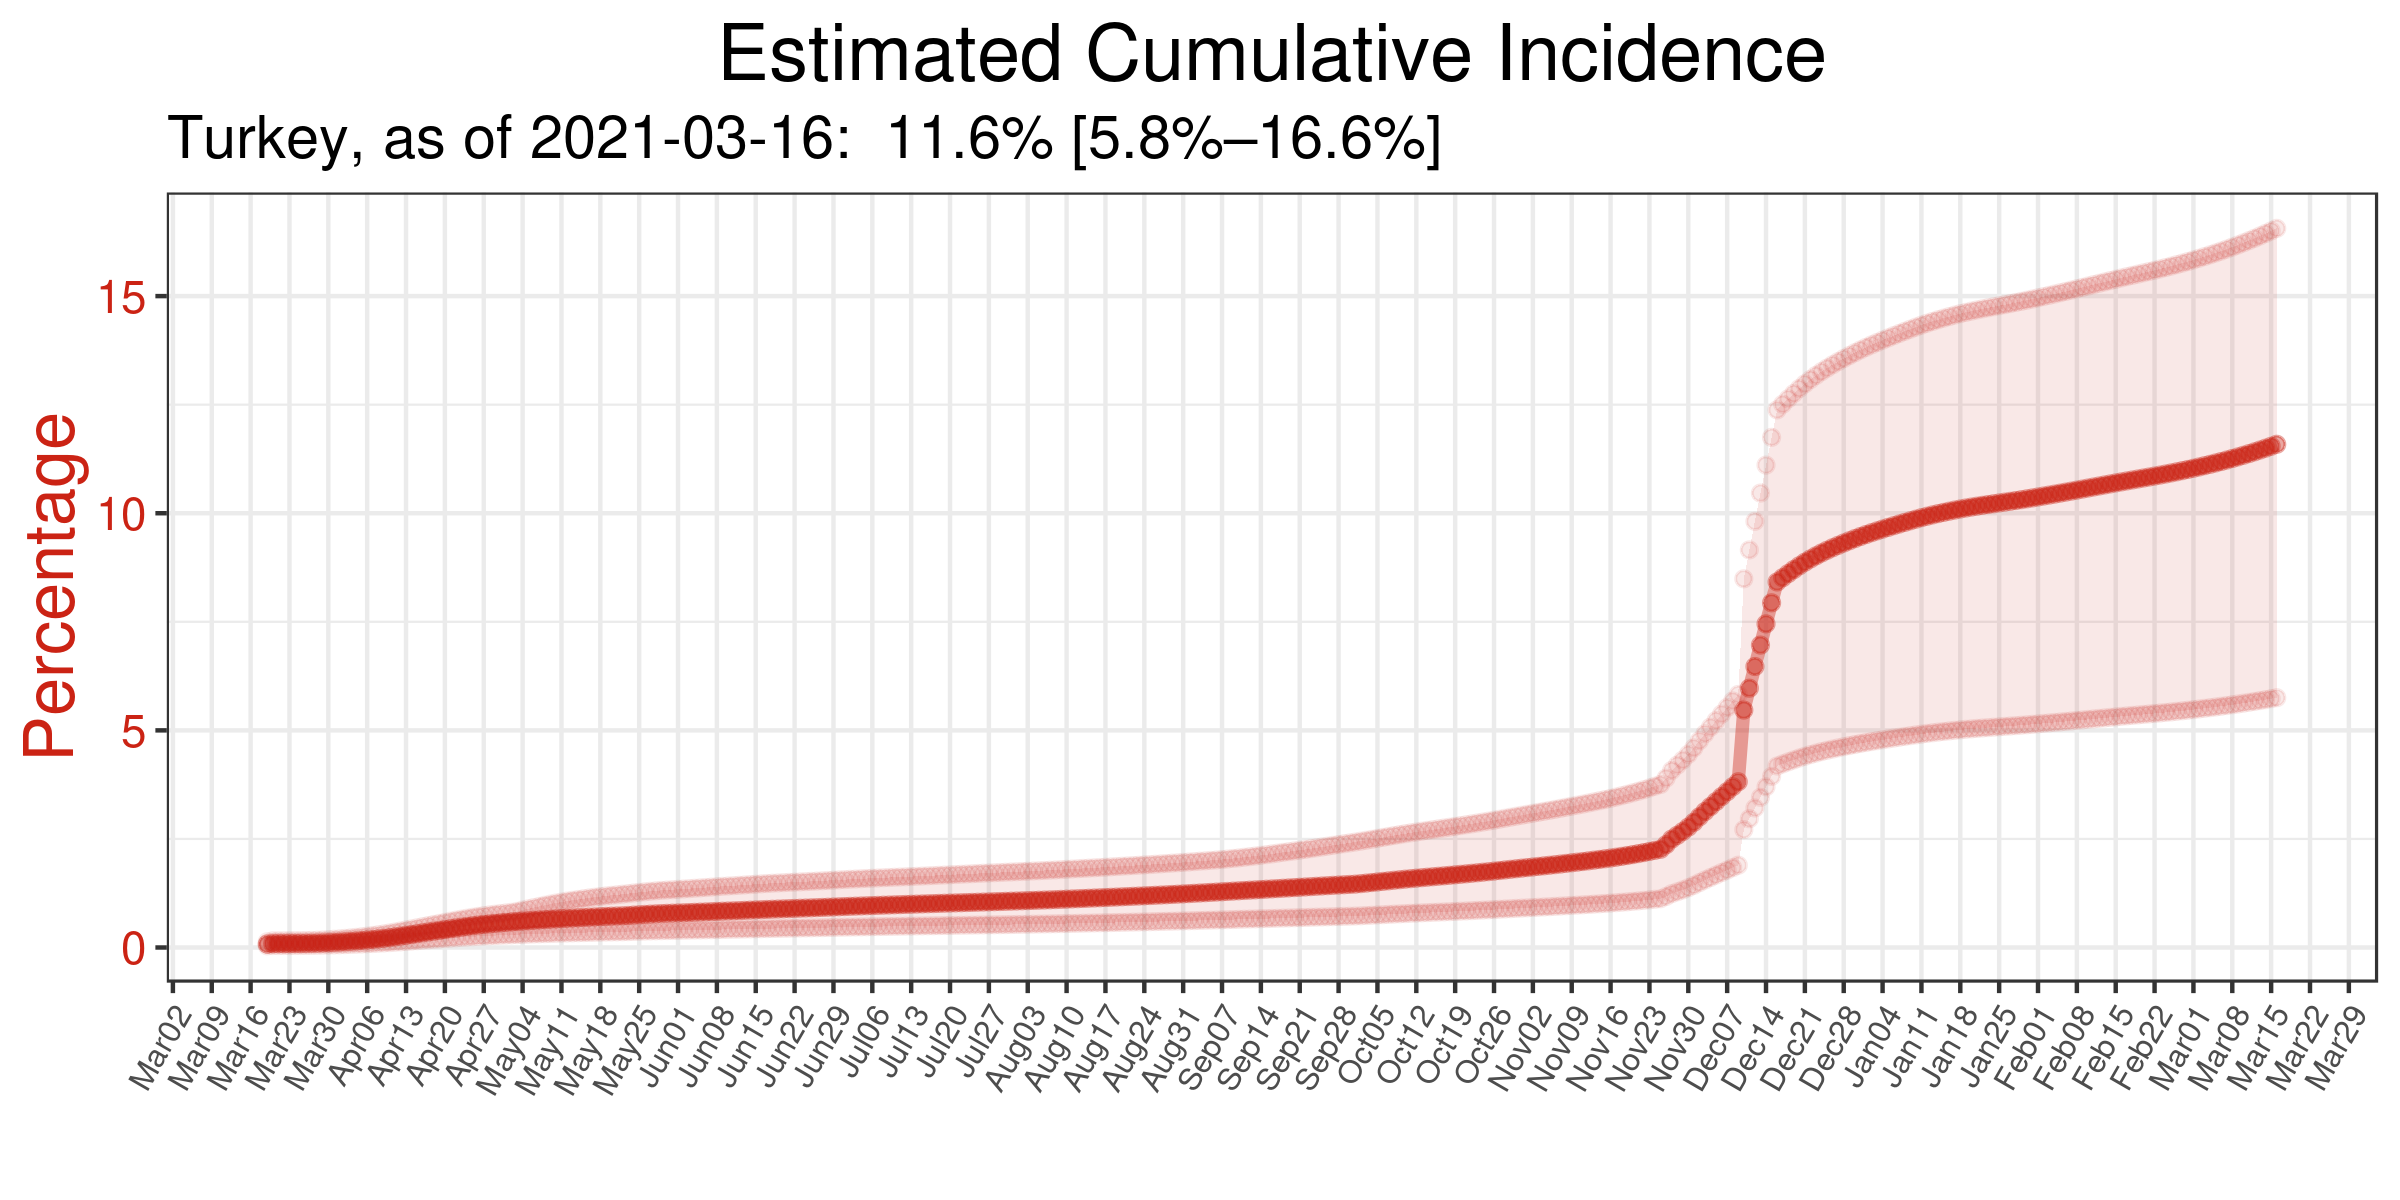 Estimated Cumulative Incidence
Turkey, as of 2021-03-16:  11.6% [5.8%–16.6%]
Percentage
15
10
5
0
Mar02
Mar09
Mar16
Mar23
Mar30
Apr06
Apr13
Apr20
Apr27
May04
May11
May18
May25
Jun01
Jun08
Jun15
Jun22
Jun29
Jul06
Jul13
Jul20
Jul27
Aug03
Aug10
Aug17
Aug24
Aug31
Sep07
Sep14
Sep21
Sep28
Oct05
Oct12
Oct19
Oct26
Nov02
Nov09
Nov16
Nov23
Nov30
Dec07
Dec14
Dec21
Dec28
Jan04
Jan11
Jan18
Jan25
Feb01
Feb08
Feb15
Feb22
Mar01
Mar08
Mar15
Mar22
Mar29